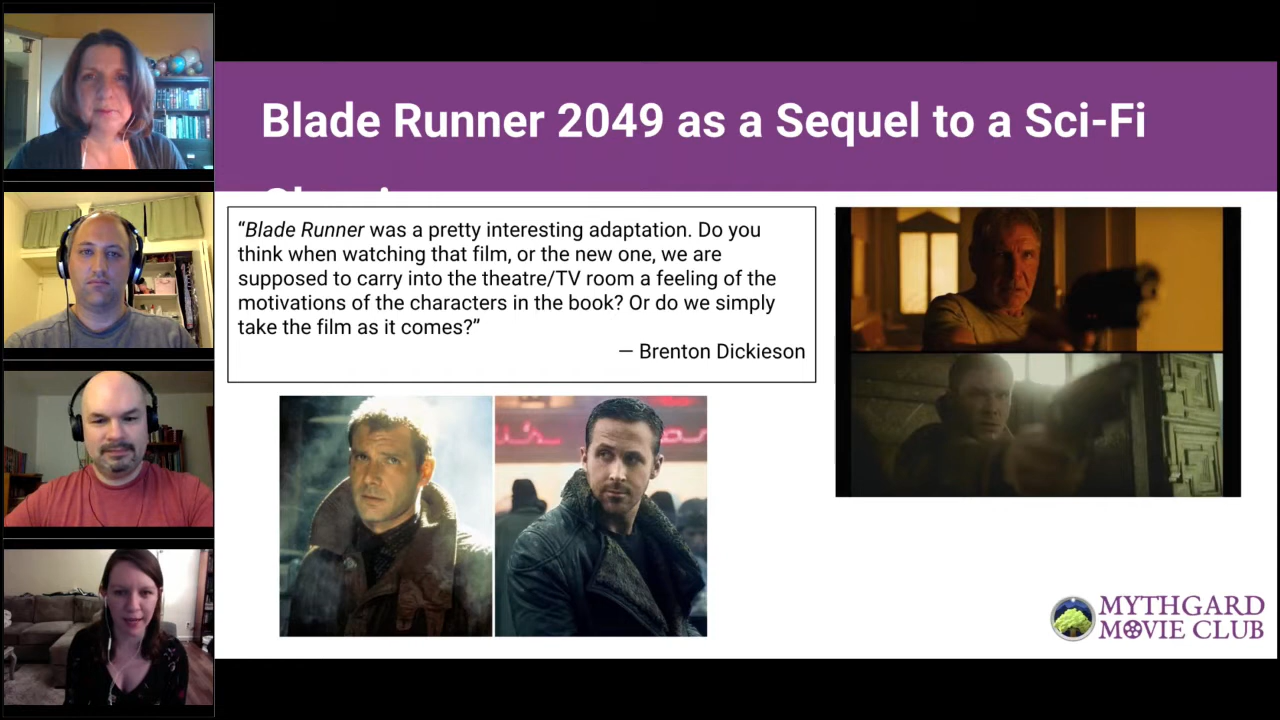 Blade Runner 2049 as a Sequel to a Sci-Fi
“Blade Runner was a pretty interesting adaptation. Do you
think when watching that film, or the new one, we are
supposed to carry into the theatre/TV room a feeling of the
motivations of the characters in the book? Or do we simply
take the film as it comes?”
— Brenton Dickieson
MYTHGARD
MOVIE CLUB